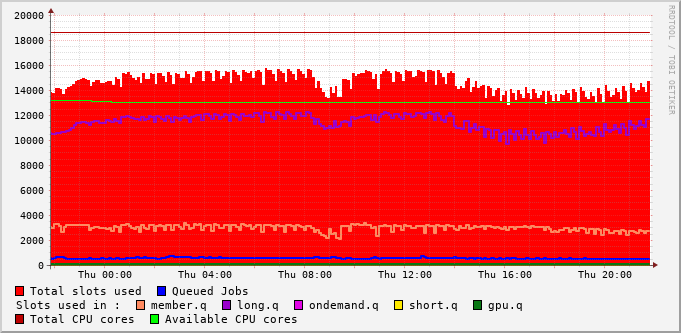 RRDTOOL / TOBI OETIKER
20000
18000
16000
14000
12000
10000
8000
6000
4000
2000
0
Thu 00:00 Thu 04:00 Thu 08:00 Thu 12:00 Thu 16:00 Thu 20:00
Total slots used Queued Jobs
Slots used in : member.q long.q ondemand.q short.q gpu.q
Total CPU cores Available CPU cores